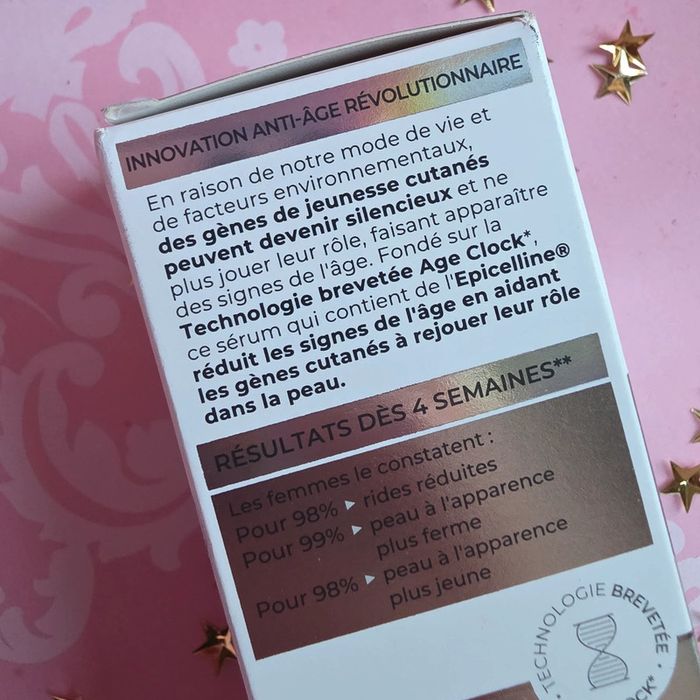 INNOVATION ANTI-ÂGE RÉVOLUTIONNAIRE
En raison de notre mode de vie et
de facteurs environnementaux,
des gènes de jeunesse cutanés
peuvent devenir silencieux et ne
plus jouer leur rôle, faisant apparaître
des signes de l'âge. Fondé sur la
Technologie brevetée Age Clock*,
ce sérum qui contient de l'Epicelline®
réduit les signes de l'âge en aidant
les gènes cutanés à rejouer leur rôle
dans la peau.
RÉSULTATS DÈS 4 SEMAINES**
Les femmes le constatent :
Pour 98% ▶ rides réduites
Pour 99% ▶ peau à l'apparence
plus ferme
Pour 98% ▶ peau à l'apparence
plus jeune
TECHNOLOGIE BREVETÉE